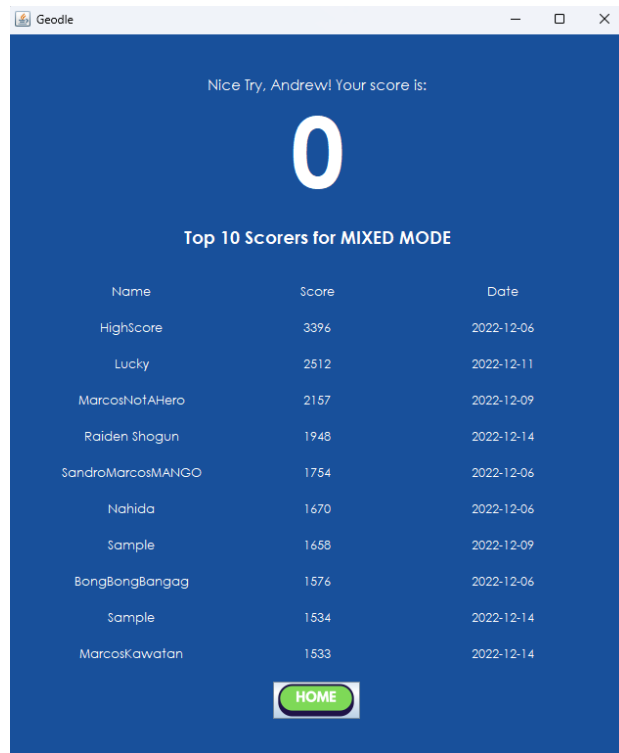 Geodle
Nice Try, Andrew! Your score is:
0
Top 10 Scorers for MIXED MODE
Name Score Date
HighScore 3396 2022-12-06
Lucky 2512 2022-12-11
MarcosNotAHero 2157 2022-12-09
Raiden Shogun 1948 2022-12-14
SandroMarcosMANGO 1754 2022-12-06
Nahida 1670 2022-12-06
Sample 1658 2022-12-09
BongBongBangag 1576 2022-12-06
Sample 1534 2022-12-14
MarcosKawatan 1533 2022-12-14
HOME